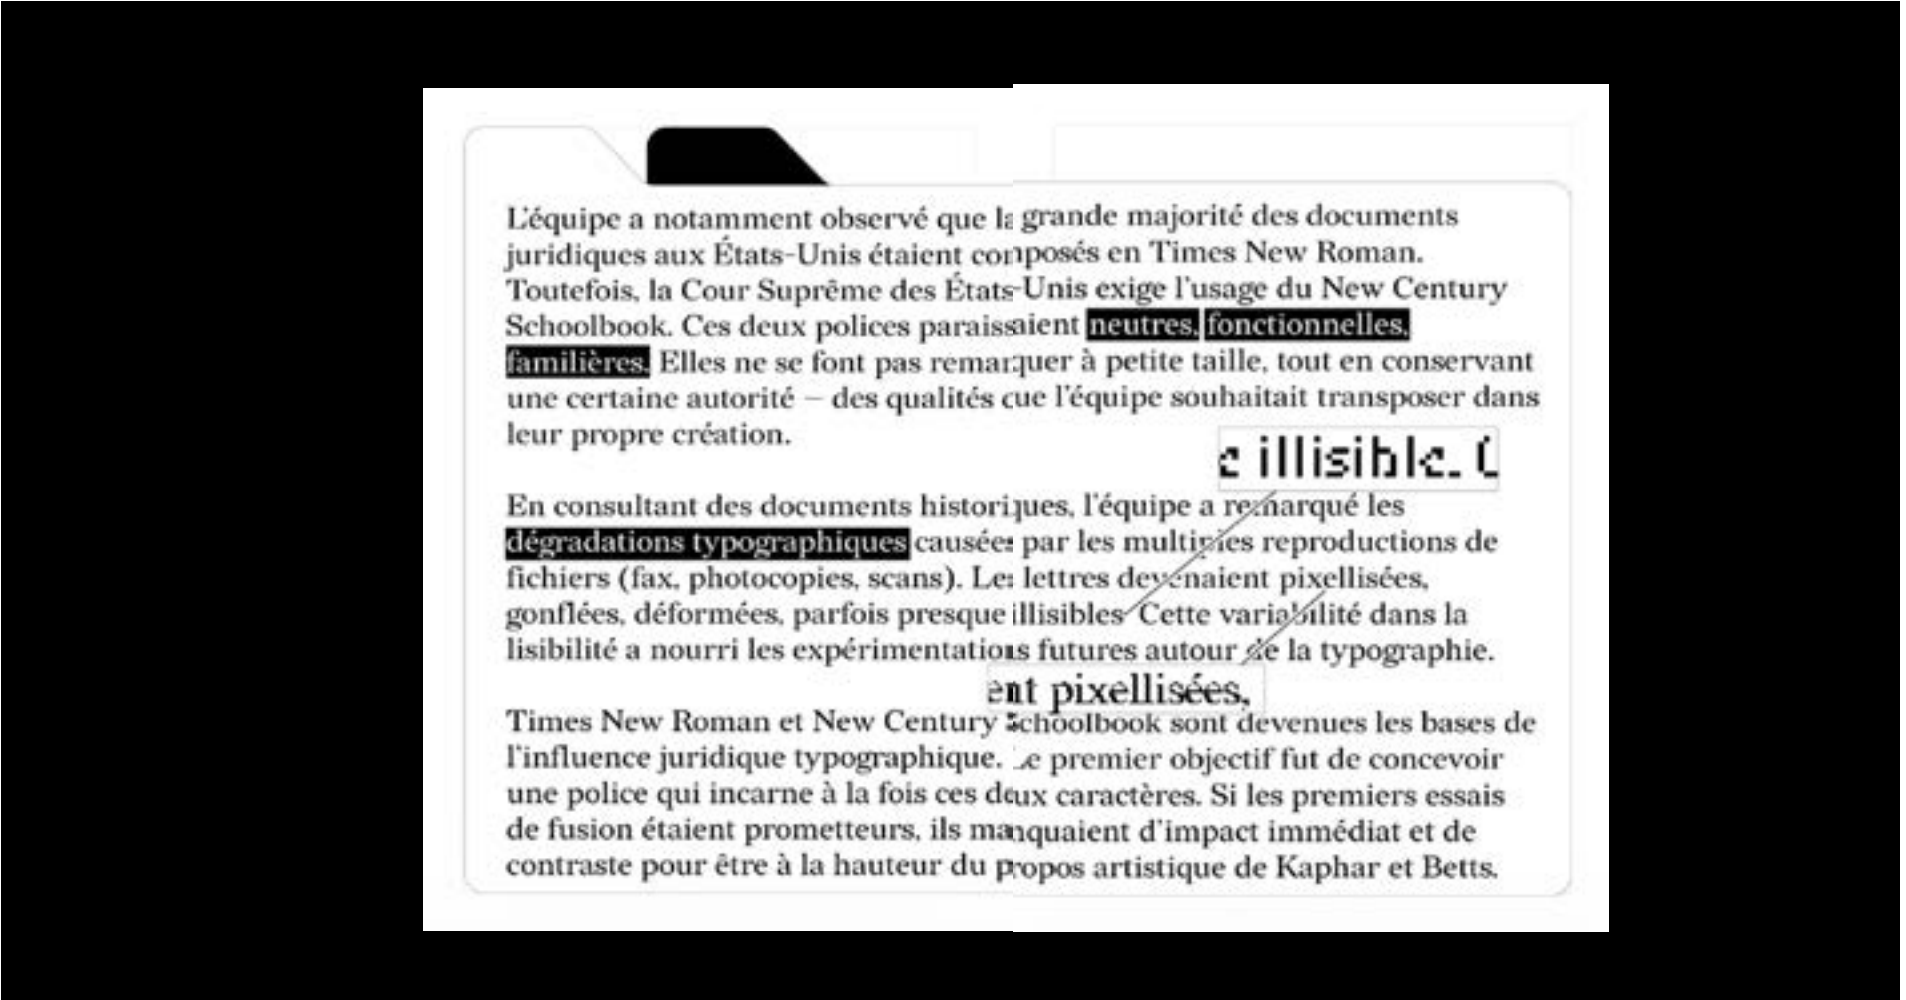 L'équipe a notamment observé que la grande majorité des documents
juridiques aux États-Unis étaient composés en Times New Roman.
Toutefois, la Cour Suprême des États-Unis exige l'usage du New Century
Schoolbook. Ces deux polices paraissaient neutres, fonctionnelles,
familières. Elles ne se font pas remarquer à petite taille, tout en conservant
une certaine autorité – des qualités que l'équipe souhaitait transposer dans
leur propre création.
e illisible. C
En consultant des documents historiques, l'équipe a remarqué les
dégradations typographiques causées par les multiples reproductions de
fichiers (fax, photocopies, scans). Les lettres devenaient pixellisées,
gonflées, déformées, parfois presque illisibles Cette variabilité dans la
lisibilité a nourri les expérimentations futures autour de la typographie.
ent pixellisées,
Times New Roman et New Century Schoolbook sont devenues les bases de
l'influence juridique typographique. Le premier objectif fut de concevoir
une police qui incarne à la fois ces deux caractères. Si les premiers essais
de fusion étaient prometteurs, ils manquaient d'impact immédiat et de
contraste pour être à la hauteur du propos artistique de Kaphar et Betts.